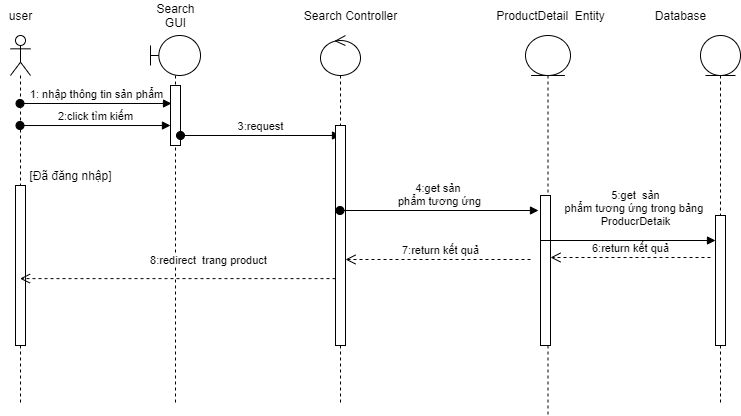 user
Search
GUI
Search Controller
ProductDetail Entity
Database
1: nhập thông tin sản phẩm
2:click tìm kiếm
3:request
[Đã đăng nhập]
4:get sản
phẩm tương ứng
5:get sản
phẩm tương ứng trong bảng
ProducrDetaik
6:return kết quả
7:return kết quả
8:redirect trang product